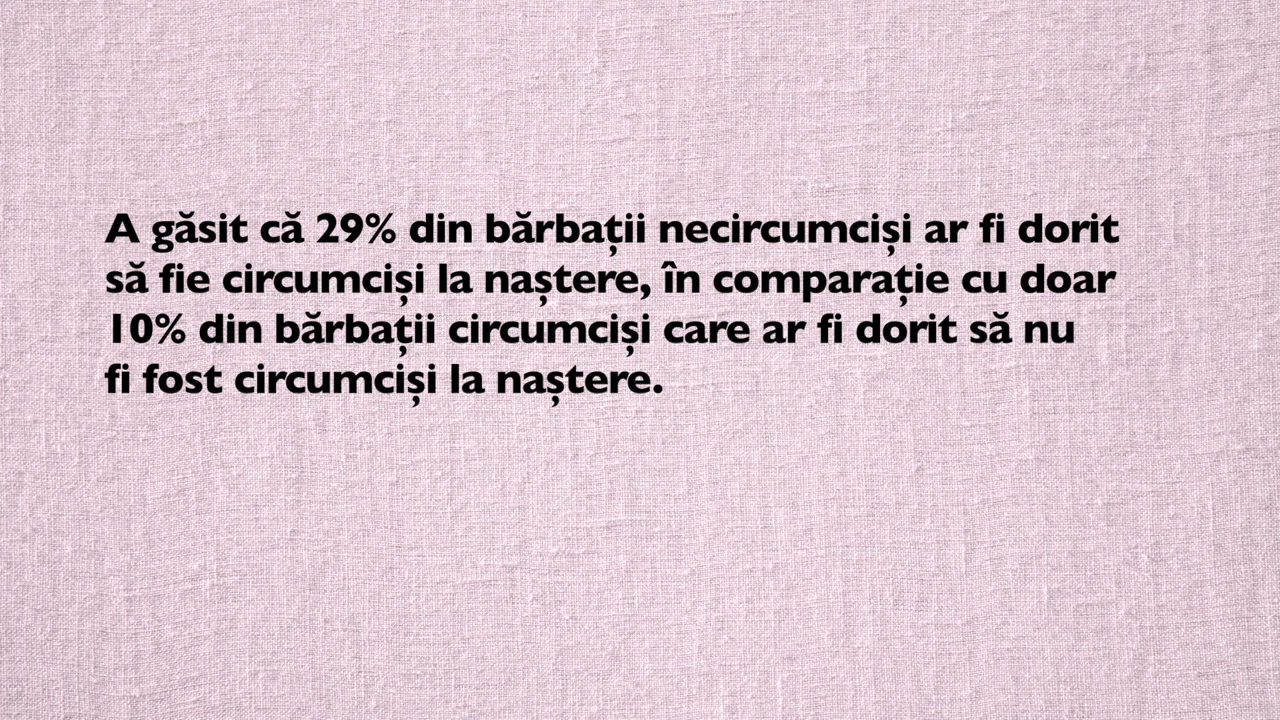 A găsit că 29% din bărbații necircumciși ar fi dorit
să fie circumciși la naștere, în comparație cu doar
10% din bărbații circumciși care ar fi dorit să nu
fi fost circumciși la naștere.